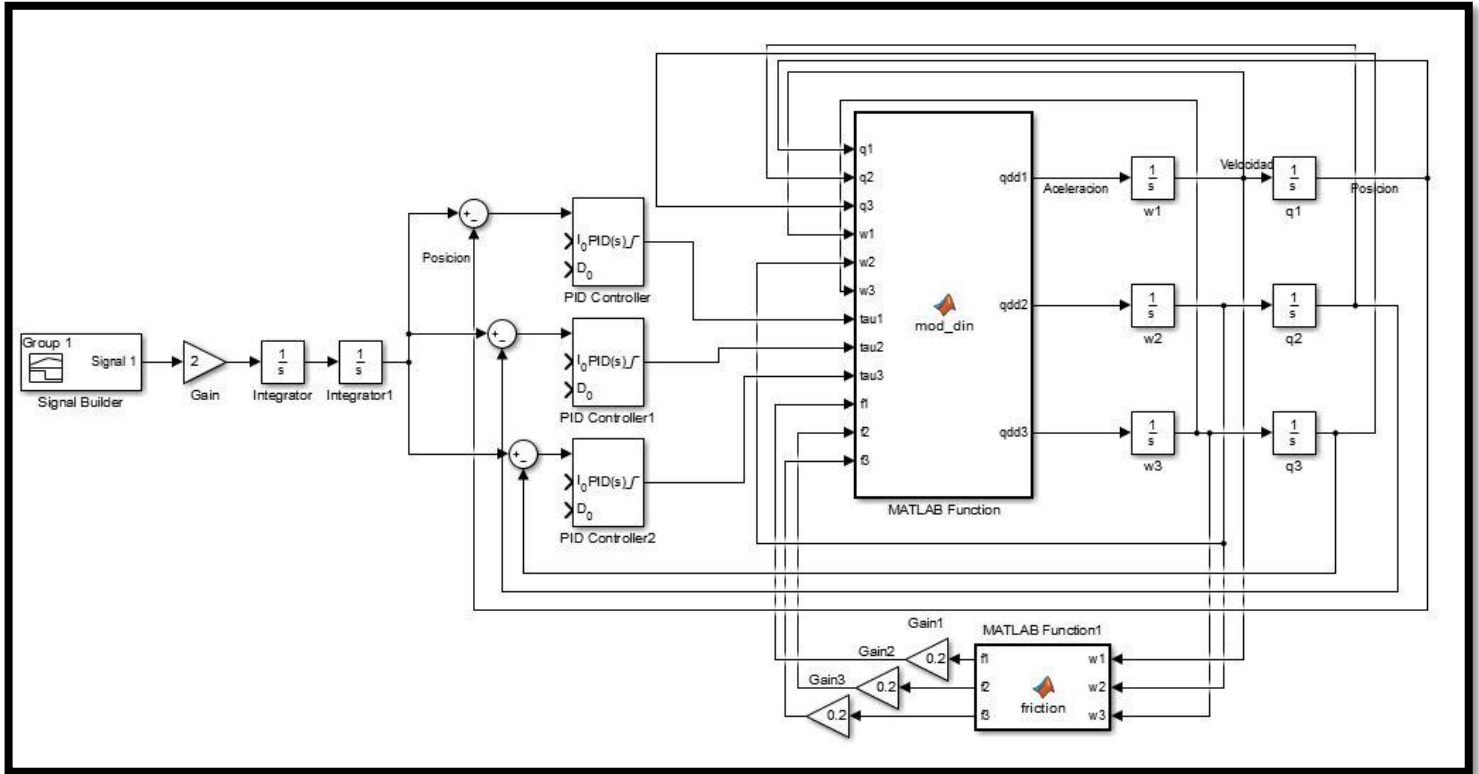 Group 1
Signal 1
Signal Builder
2
Gain
1
s
Integrator
1
s
Integrator1
+
−
Posicion
I0
PID(s)
D0
PID Controller
+
−
I0
PID(s)
D0
PID Controller1
+
−
I0
PID(s)
D0
PID Controller2
q1
q2
q3
w1
w2
w3
tau1
tau2
tau3
f1
f2
f3
mod_din
qdd1
qdd2
qdd3
MATLAB Function
Aceleracion
1
s
w1
Velocidad
1
s
q1
Posicion
1
s
w2
1
s
q2
1
s
w3
1
s
q3
Gain1
0.2
Gain2
0.2
Gain3
0.2
MATLAB Function1
f1
f2
f3
friction
w1
w2
w3